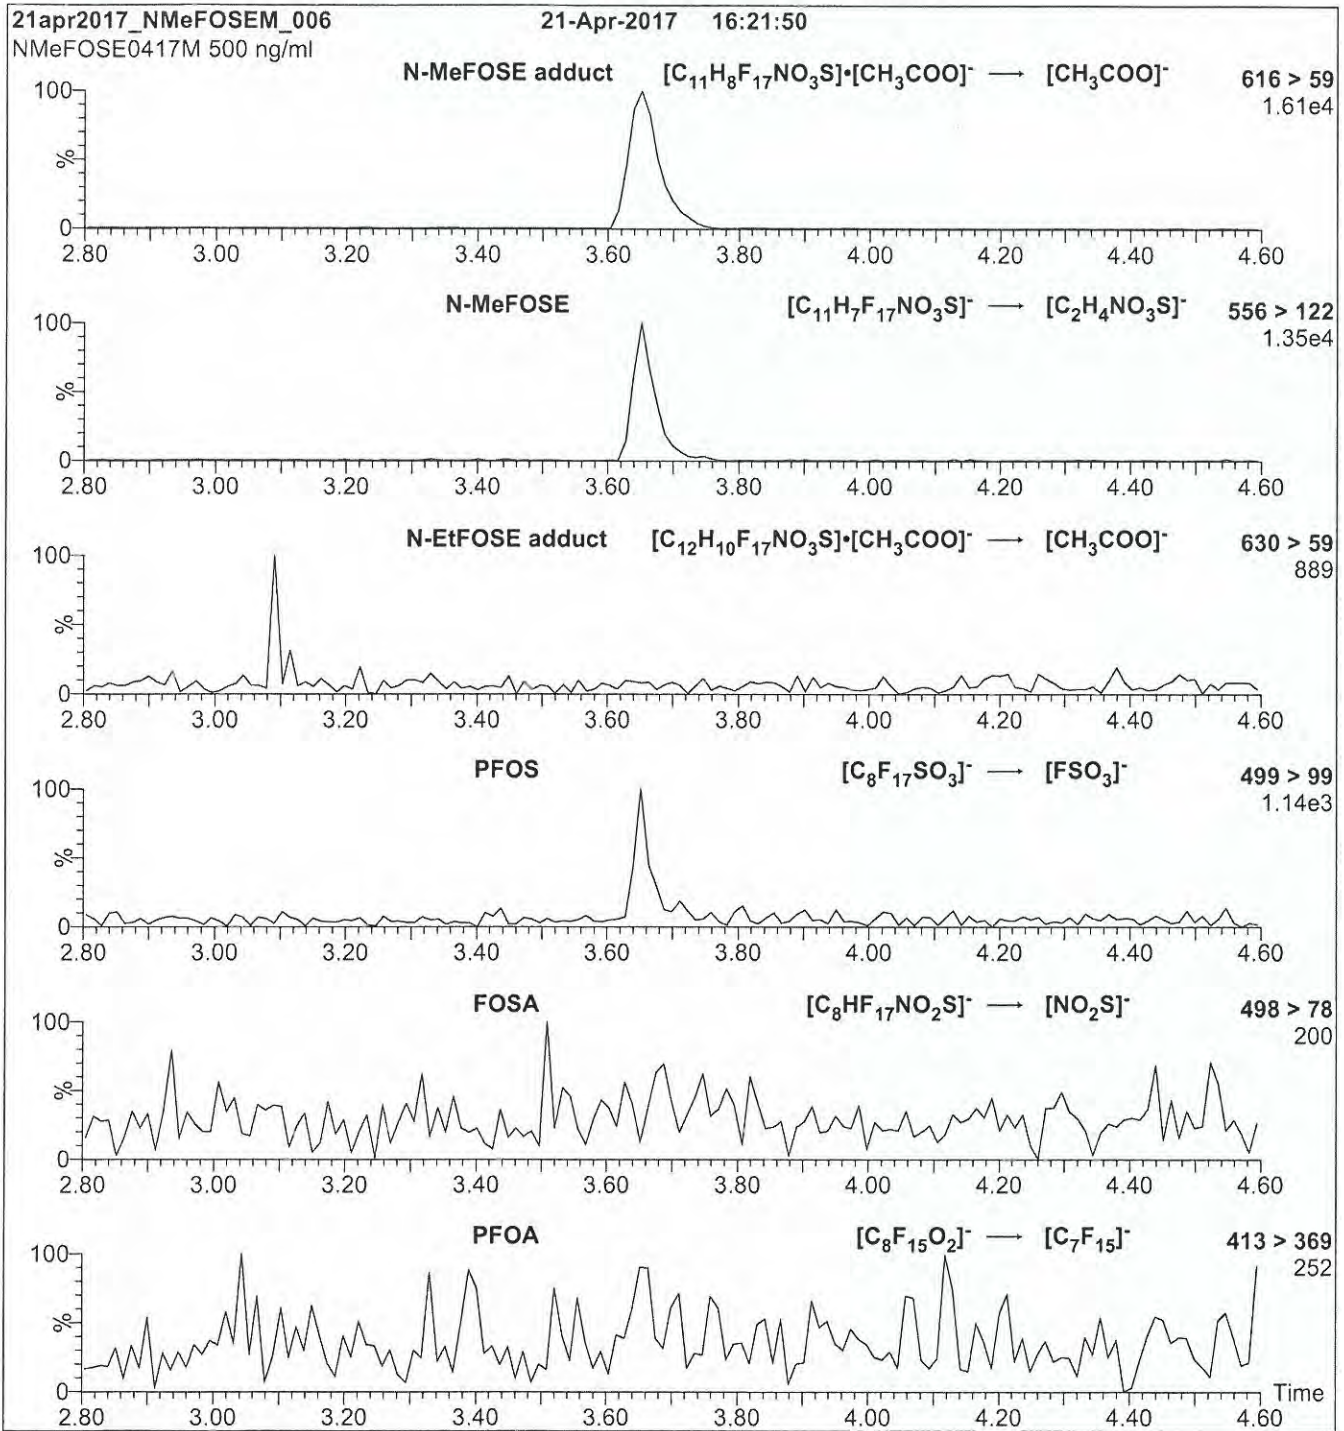 21apr2017_NMeFOSEM_006 21-Apr-2017 16:21:50
NMeFOSE0417M 500 ng/ml
N-MeFOSE adduct [C₁₁H₈F₁₇NO₃S]•[CH₃COO]⁻ → [CH₃COO]⁻ 616 > 59
1.61e4
100
%
0
2.80 3.00 3.20 3.40 3.60 3.80 4.00 4.20 4.40 4.60
N-MeFOSE [C₁₁H₇F₁₇NO₃S]⁻ → [C₂H₄NO₃S]⁻ 556 > 122
1.35e4
100
%
0
2.80 3.00 3.20 3.40 3.60 3.80 4.00 4.20 4.40 4.60
N-EtFOSE adduct [C₁₂H₁₀F₁₇NO₃S]•[CH₃COO]⁻ → [CH₃COO]⁻ 630 > 59
889
100
%
0
2.80 3.00 3.20 3.40 3.60 3.80 4.00 4.20 4.40 4.60
PFOS [C₈F₁₇SO₃]⁻ → [FSO₃]⁻ 499 > 99
1.14e3
100
%
0
2.80 3.00 3.20 3.40 3.60 3.80 4.00 4.20 4.40 4.60
FOSA [C₈HF₁₇NO₂S]⁻ → [NO₂S]⁻ 498 > 78
200
100
%
0
2.80 3.00 3.20 3.40 3.60 3.80 4.00 4.20 4.40 4.60
PFOA [C₈F₁₅O₂]⁻ → [C₇F₁₅]⁻ 413 > 369
252
100
%
0 Time
2.80 3.00 3.20 3.40 3.60 3.80 4.00 4.20 4.40 4.60